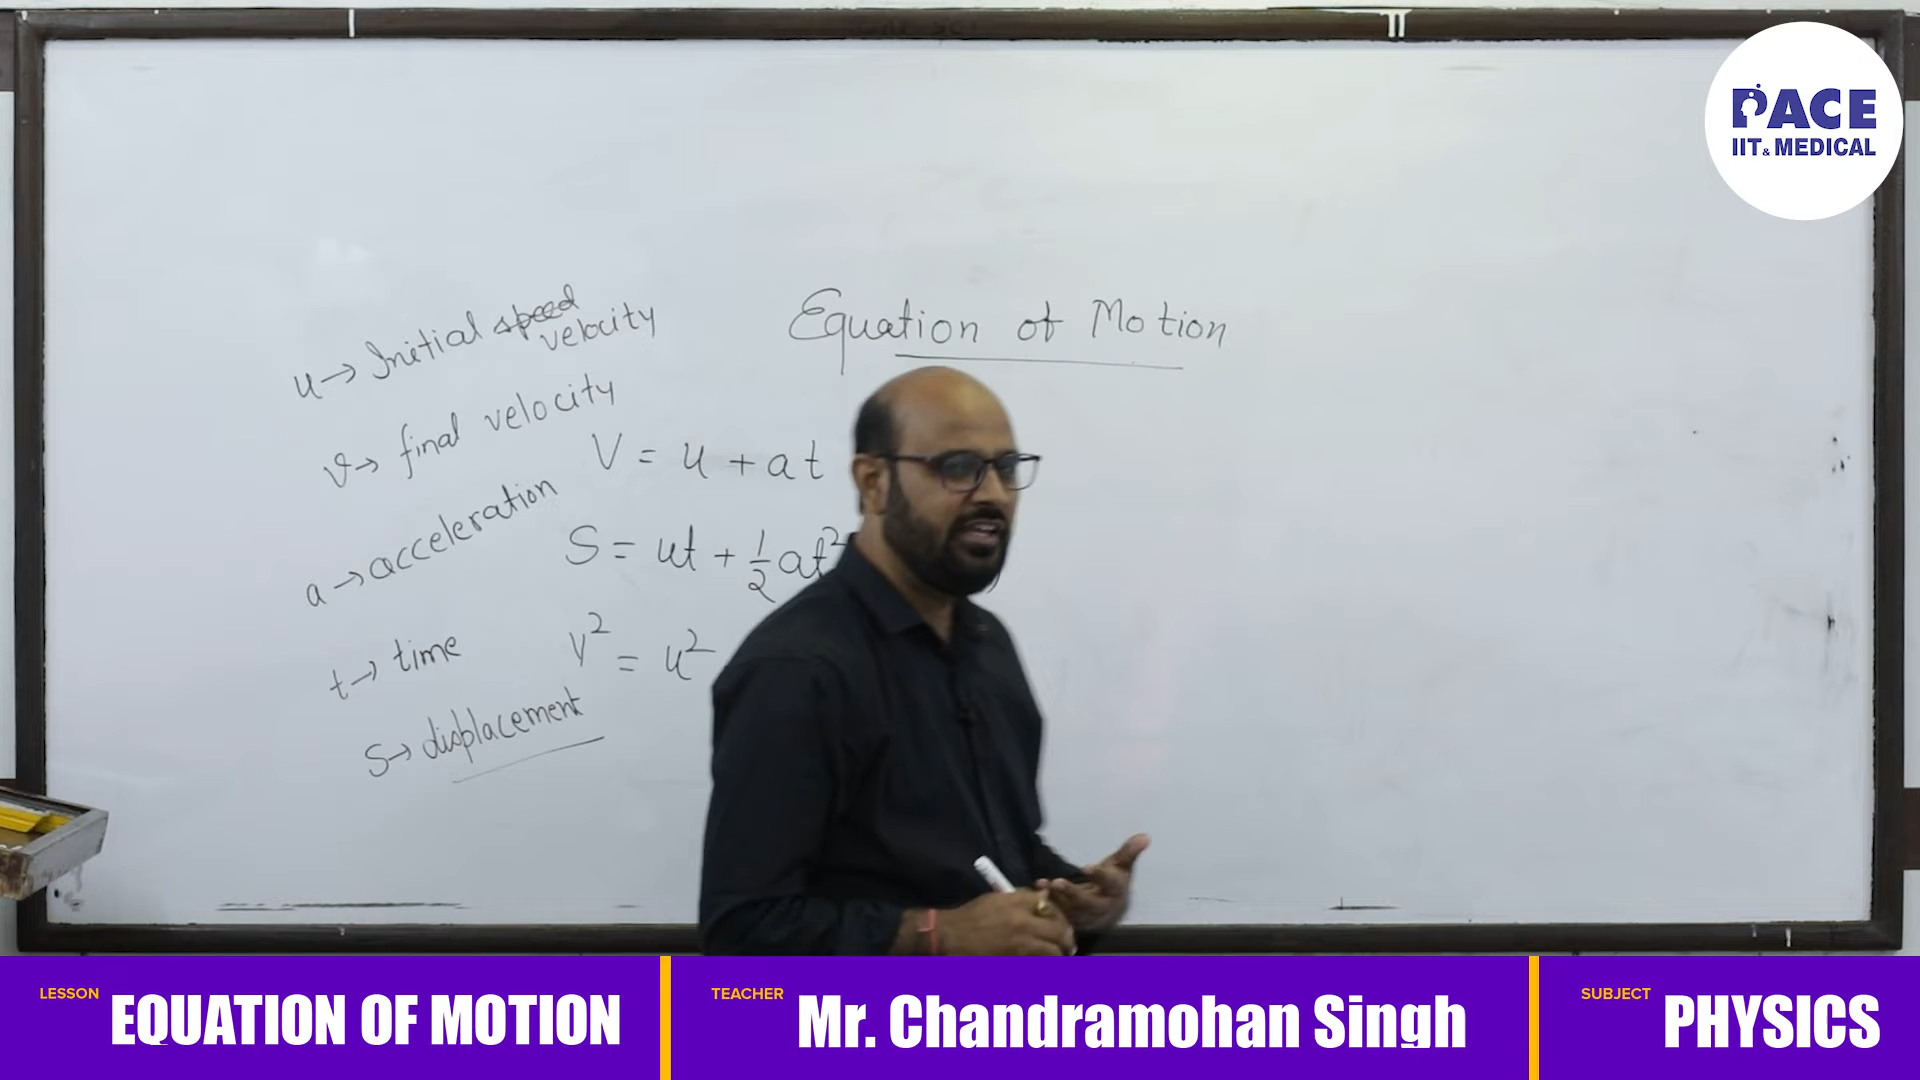 PACE
IIT & MEDICAL
Equation of Motion
u→ Initial speed velocity
v→ final velocity
a→ acceleration
t→ time
S→ displacement
V = u + at
S = ut + 1/2 at²
V² = u²
LESSON EQUATION OF MOTION
TEACHER Mr. Chandramohan Singh
SUBJECT PHYSICS